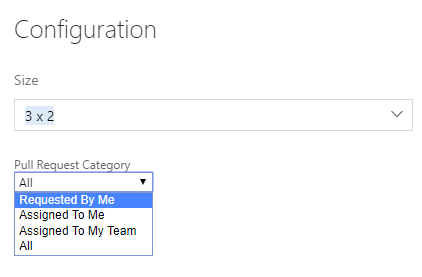 Configuration
Size
3 x 2
Pull Request Category
All
Requested By Me
Assigned To Me
Assigned To My Team
All